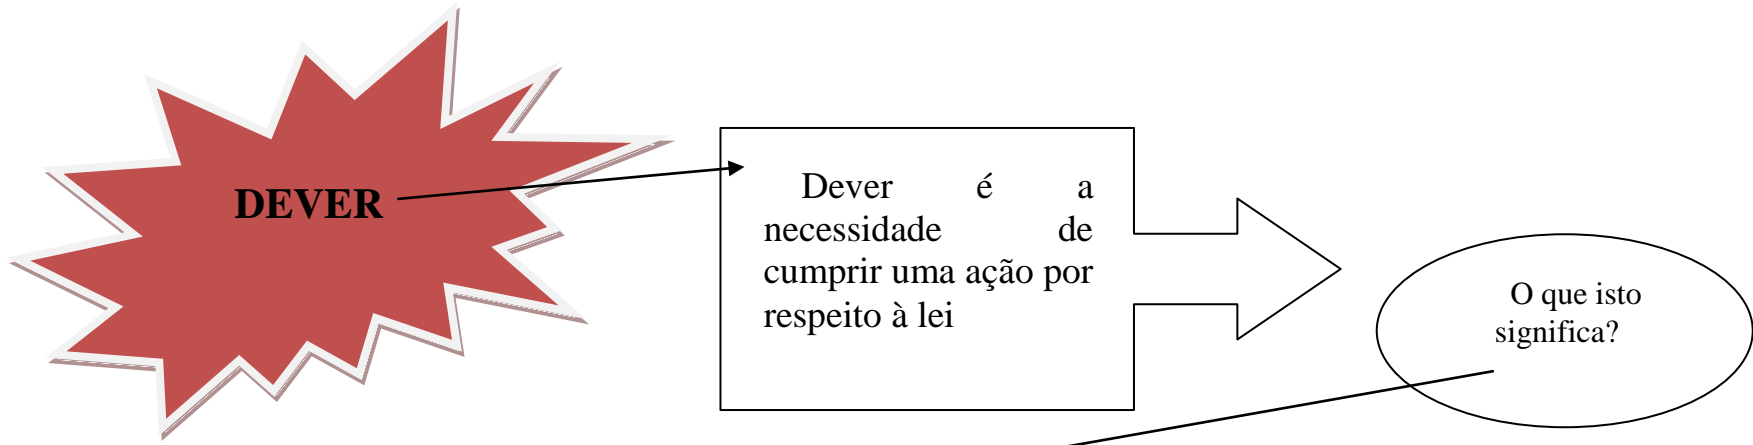 DEVER
Dever é a
necessidade de
cumprir uma ação por
respeito à lei
O que isto
significa?